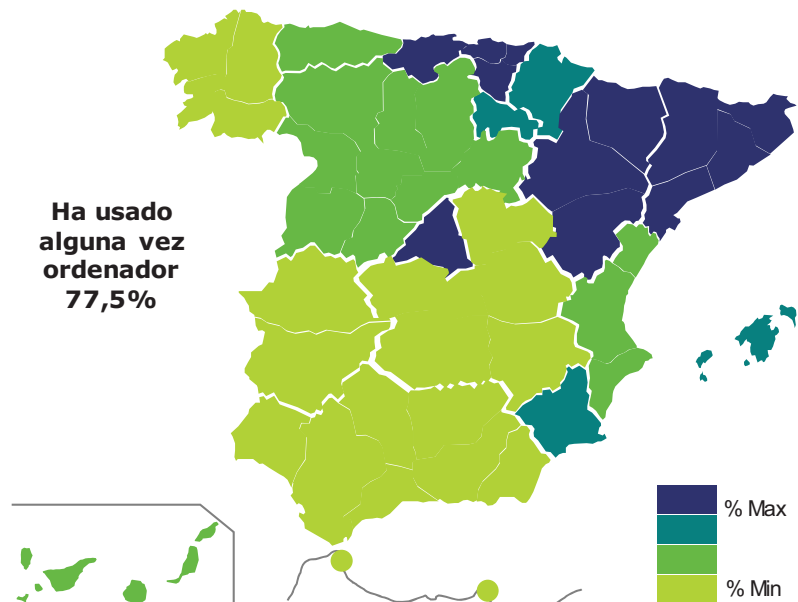 Ha usado
alguna vez
ordenador
77,5%
% Max
% Min